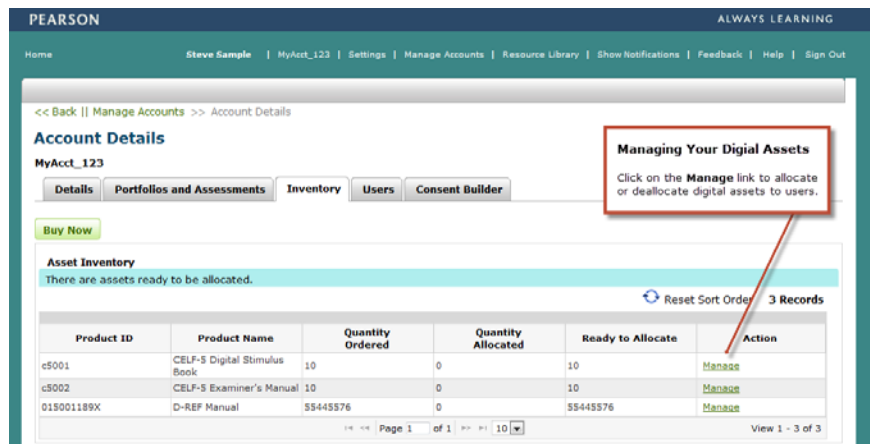 PEARSON ALWAYS LEARNING
Home Steve Sample | MyAcct_123 | Settings | Manage Accounts | Resource Library | Show Notifications | Feedback | Help | Sign Out
<< Back || Manage Accounts >> Account Details
Account Details
MyAcct_123
Details Portfolios and Assessments Inventory Users Consent Builder
Managing Your Digial Assets
Click on the Manage link to allocate
or deallocate digital assets to users.
Buy Now
Asset Inventory
There are assets ready to be allocated.
Reset Sort Order 3 Records
Product ID Product Name Quantity Ordered Quantity Allocated Ready to Allocate Action
c5001 CELF-5 Digital Stimulus Book 10 0 10 Manage
c5002 CELF-5 Examiner's Manual 10 0 10 Manage
015001189X D-REF Manual 55445576 0 55445576 Manage
Page 1 of 1 10 View 1 - 3 of 3